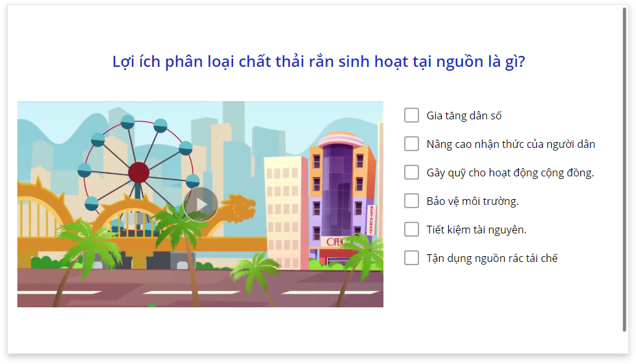 Lợi ích phân loại chất thải rắn sinh hoạt tại nguồn là gì?
Gia tăng dân số
Nâng cao nhận thức của người dân
Gây quỹ cho hoạt động cộng đồng.
Bảo vệ môi trường.
Tiết kiệm tài nguyên.
Tận dụng nguồn rác tái chế